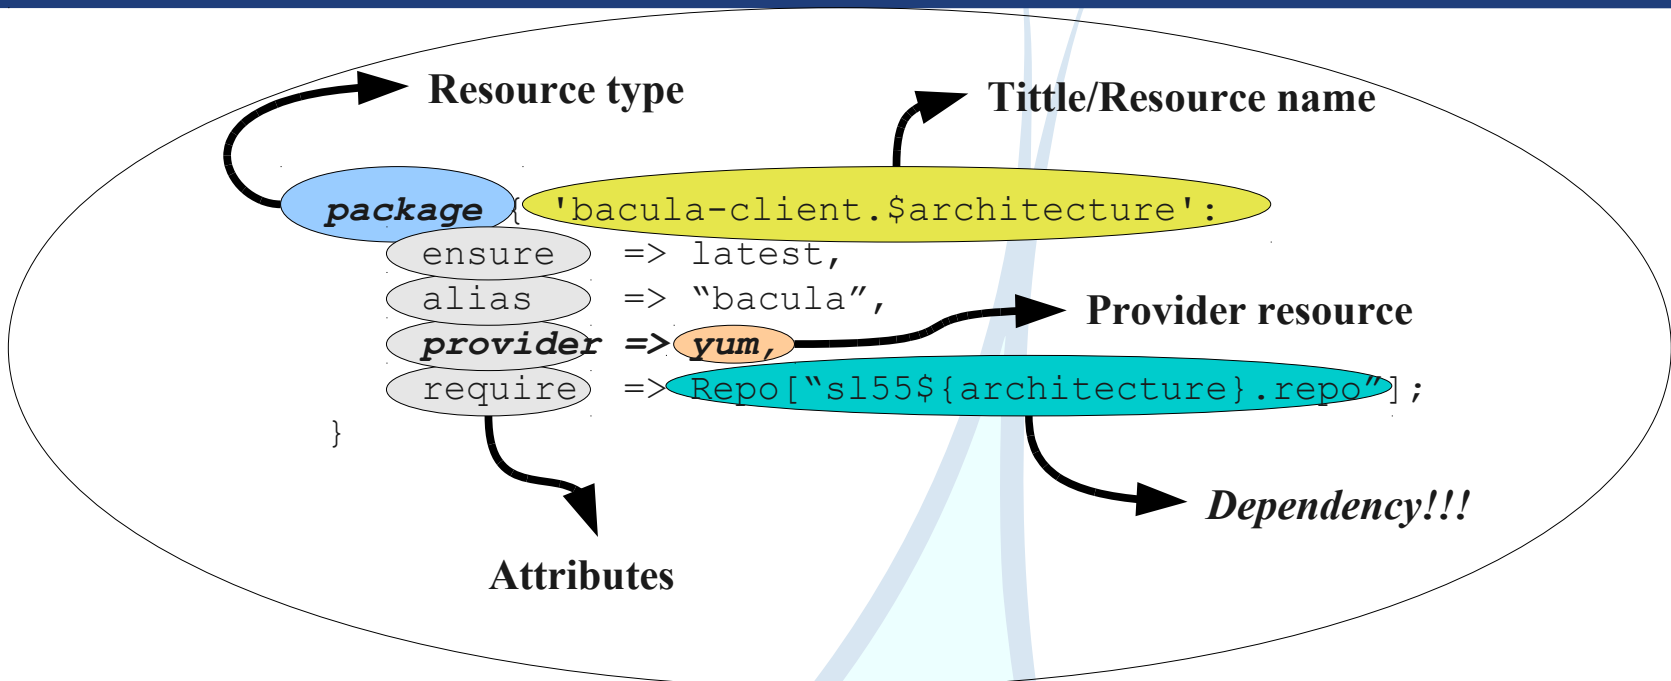 Resource type
Tittle/Resource name
package { 'bacula-client.$architecture':
ensure => latest,
alias => “bacula”,
Provider resource
provider => yum,
require => Repo[“sl55${architecture}.repo”];
}
Dependency!!!
Attributes